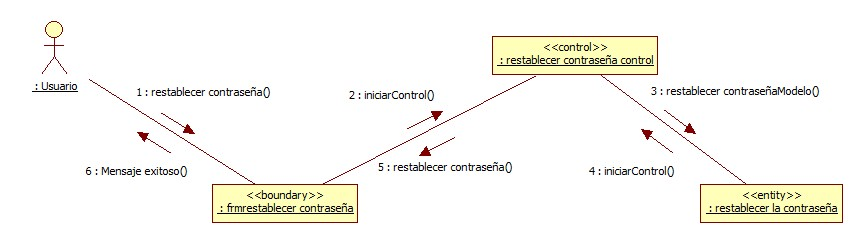 <<control>>
: restablecer contraseña control
: Usuario
1 : restablecer contraseña()
2 : iniciarControl()
3 : restablecer contraseñaModelo()
6 : Mensaje exitoso()
5 : restablecer contraseña()
4 : iniciarControl()
<<boundary>>
: frmrestablecer contraseña
<<entity>>
: restablecer la contraseña